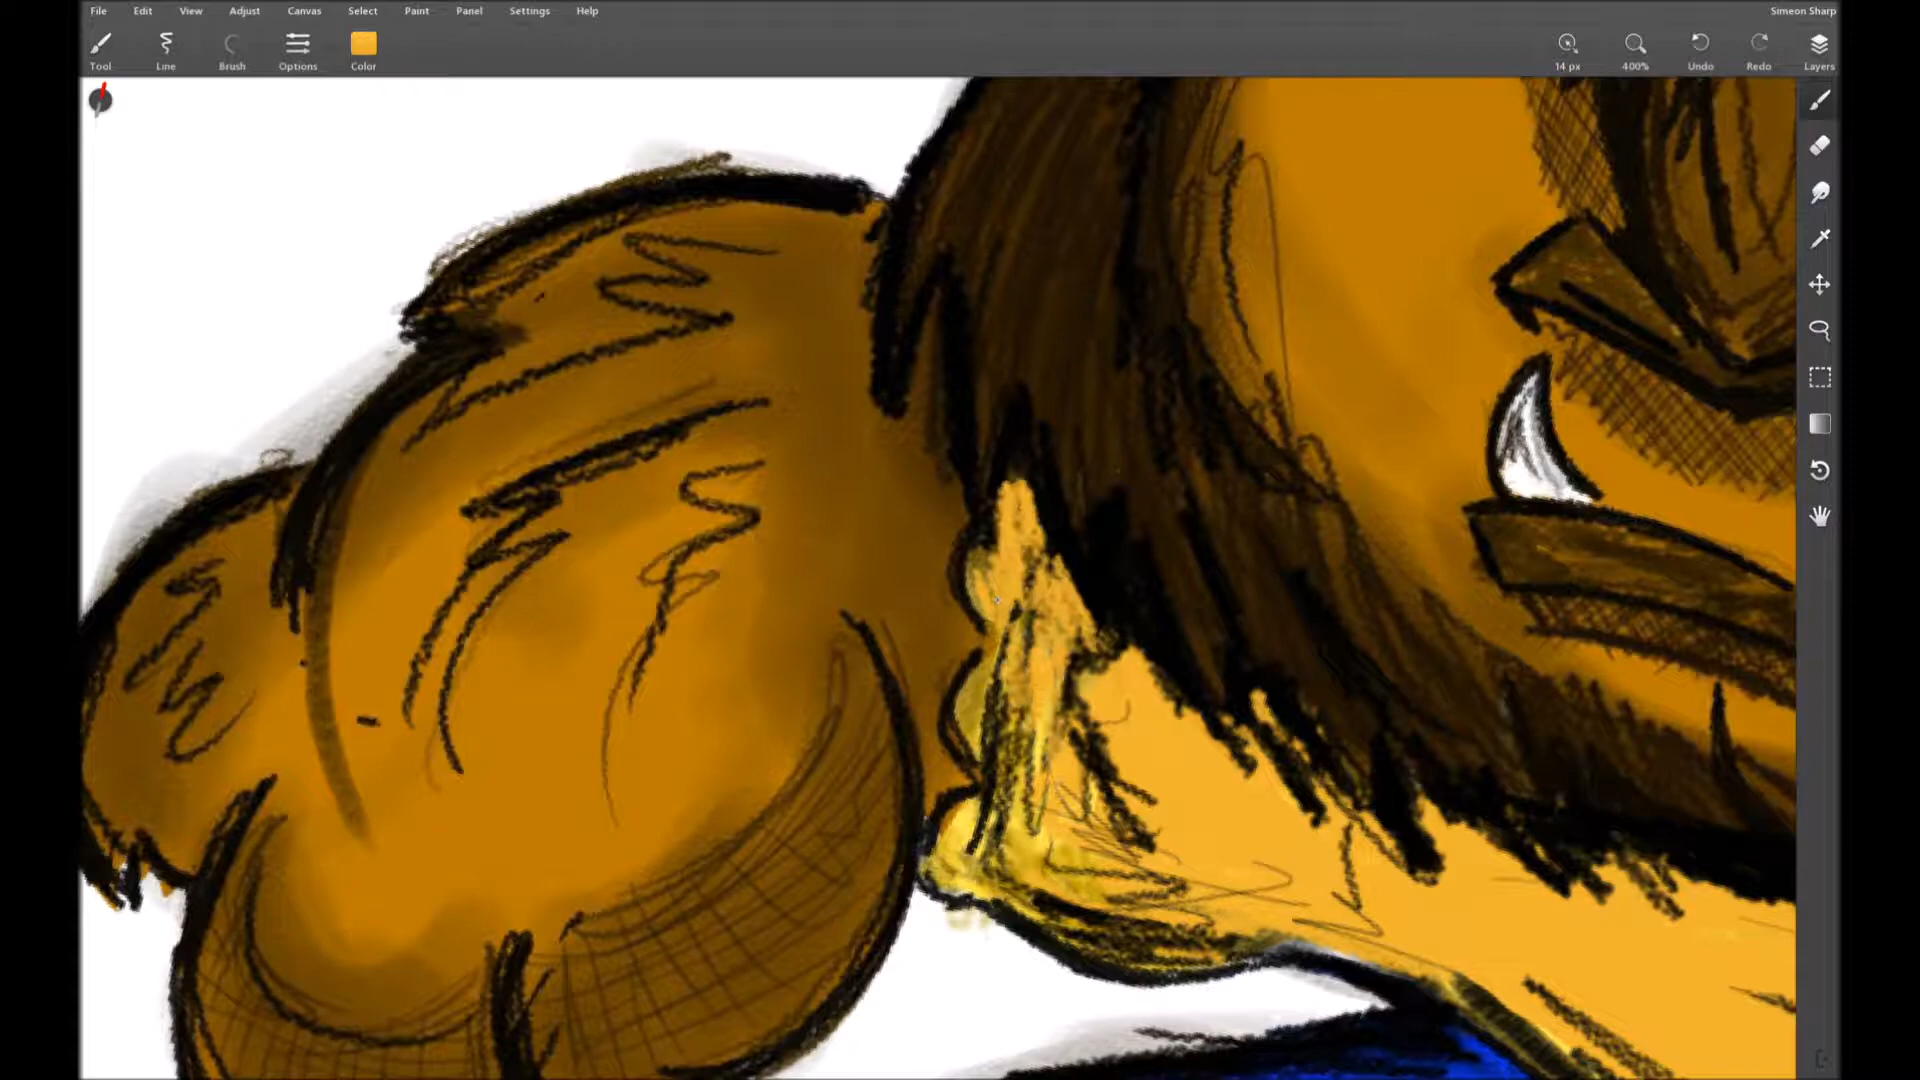 File Edit View Adjust Canvas Select Paint Panel Settings Help Simeon Sharp
Tool Line Brush Options Color 14 px 400% Undo Redo Layers